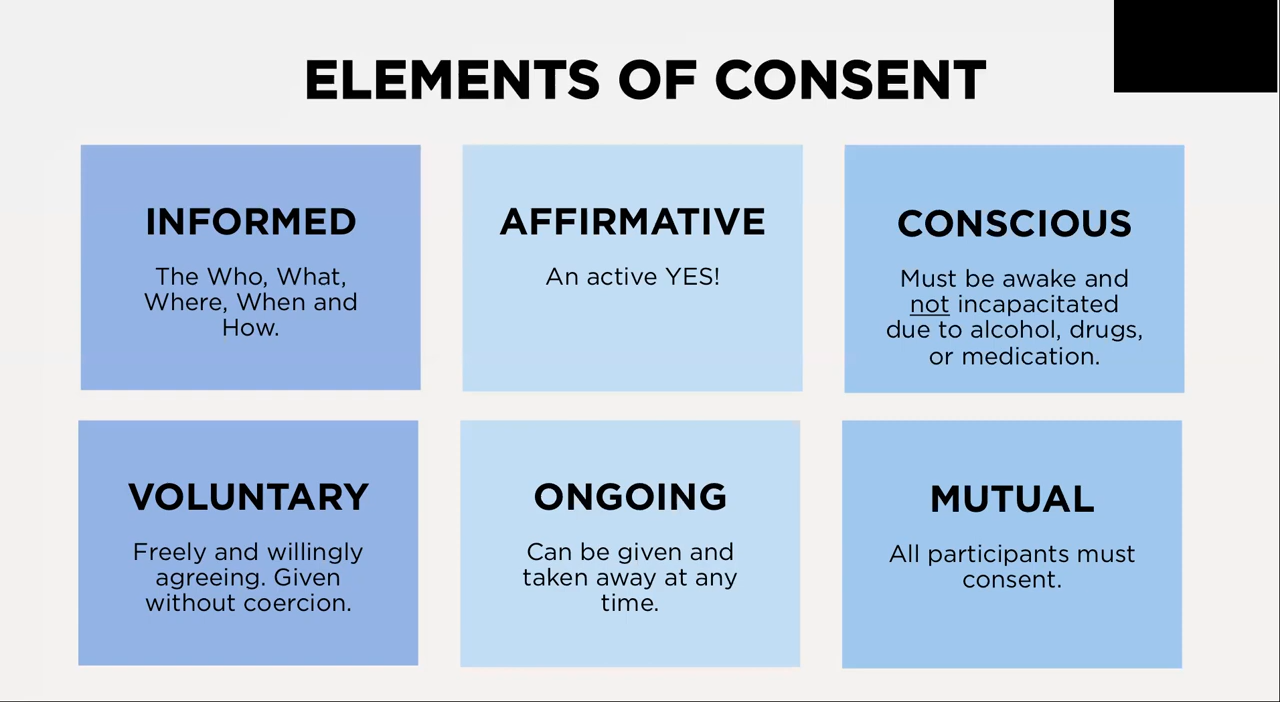 ELEMENTS OF CONSENT
INFORMED
The Who, What,
Where, When and
How.
AFFIRMATIVE
An active YES!
CONSCIOUS
Must be awake and
not incapacitated
due to alcohol, drugs,
or medication.
VOLUNTARY
Freely and willingly
agreeing. Given
without coercion.
ONGOING
Can be given and
taken away at any
time.
MUTUAL
All participants must
consent.